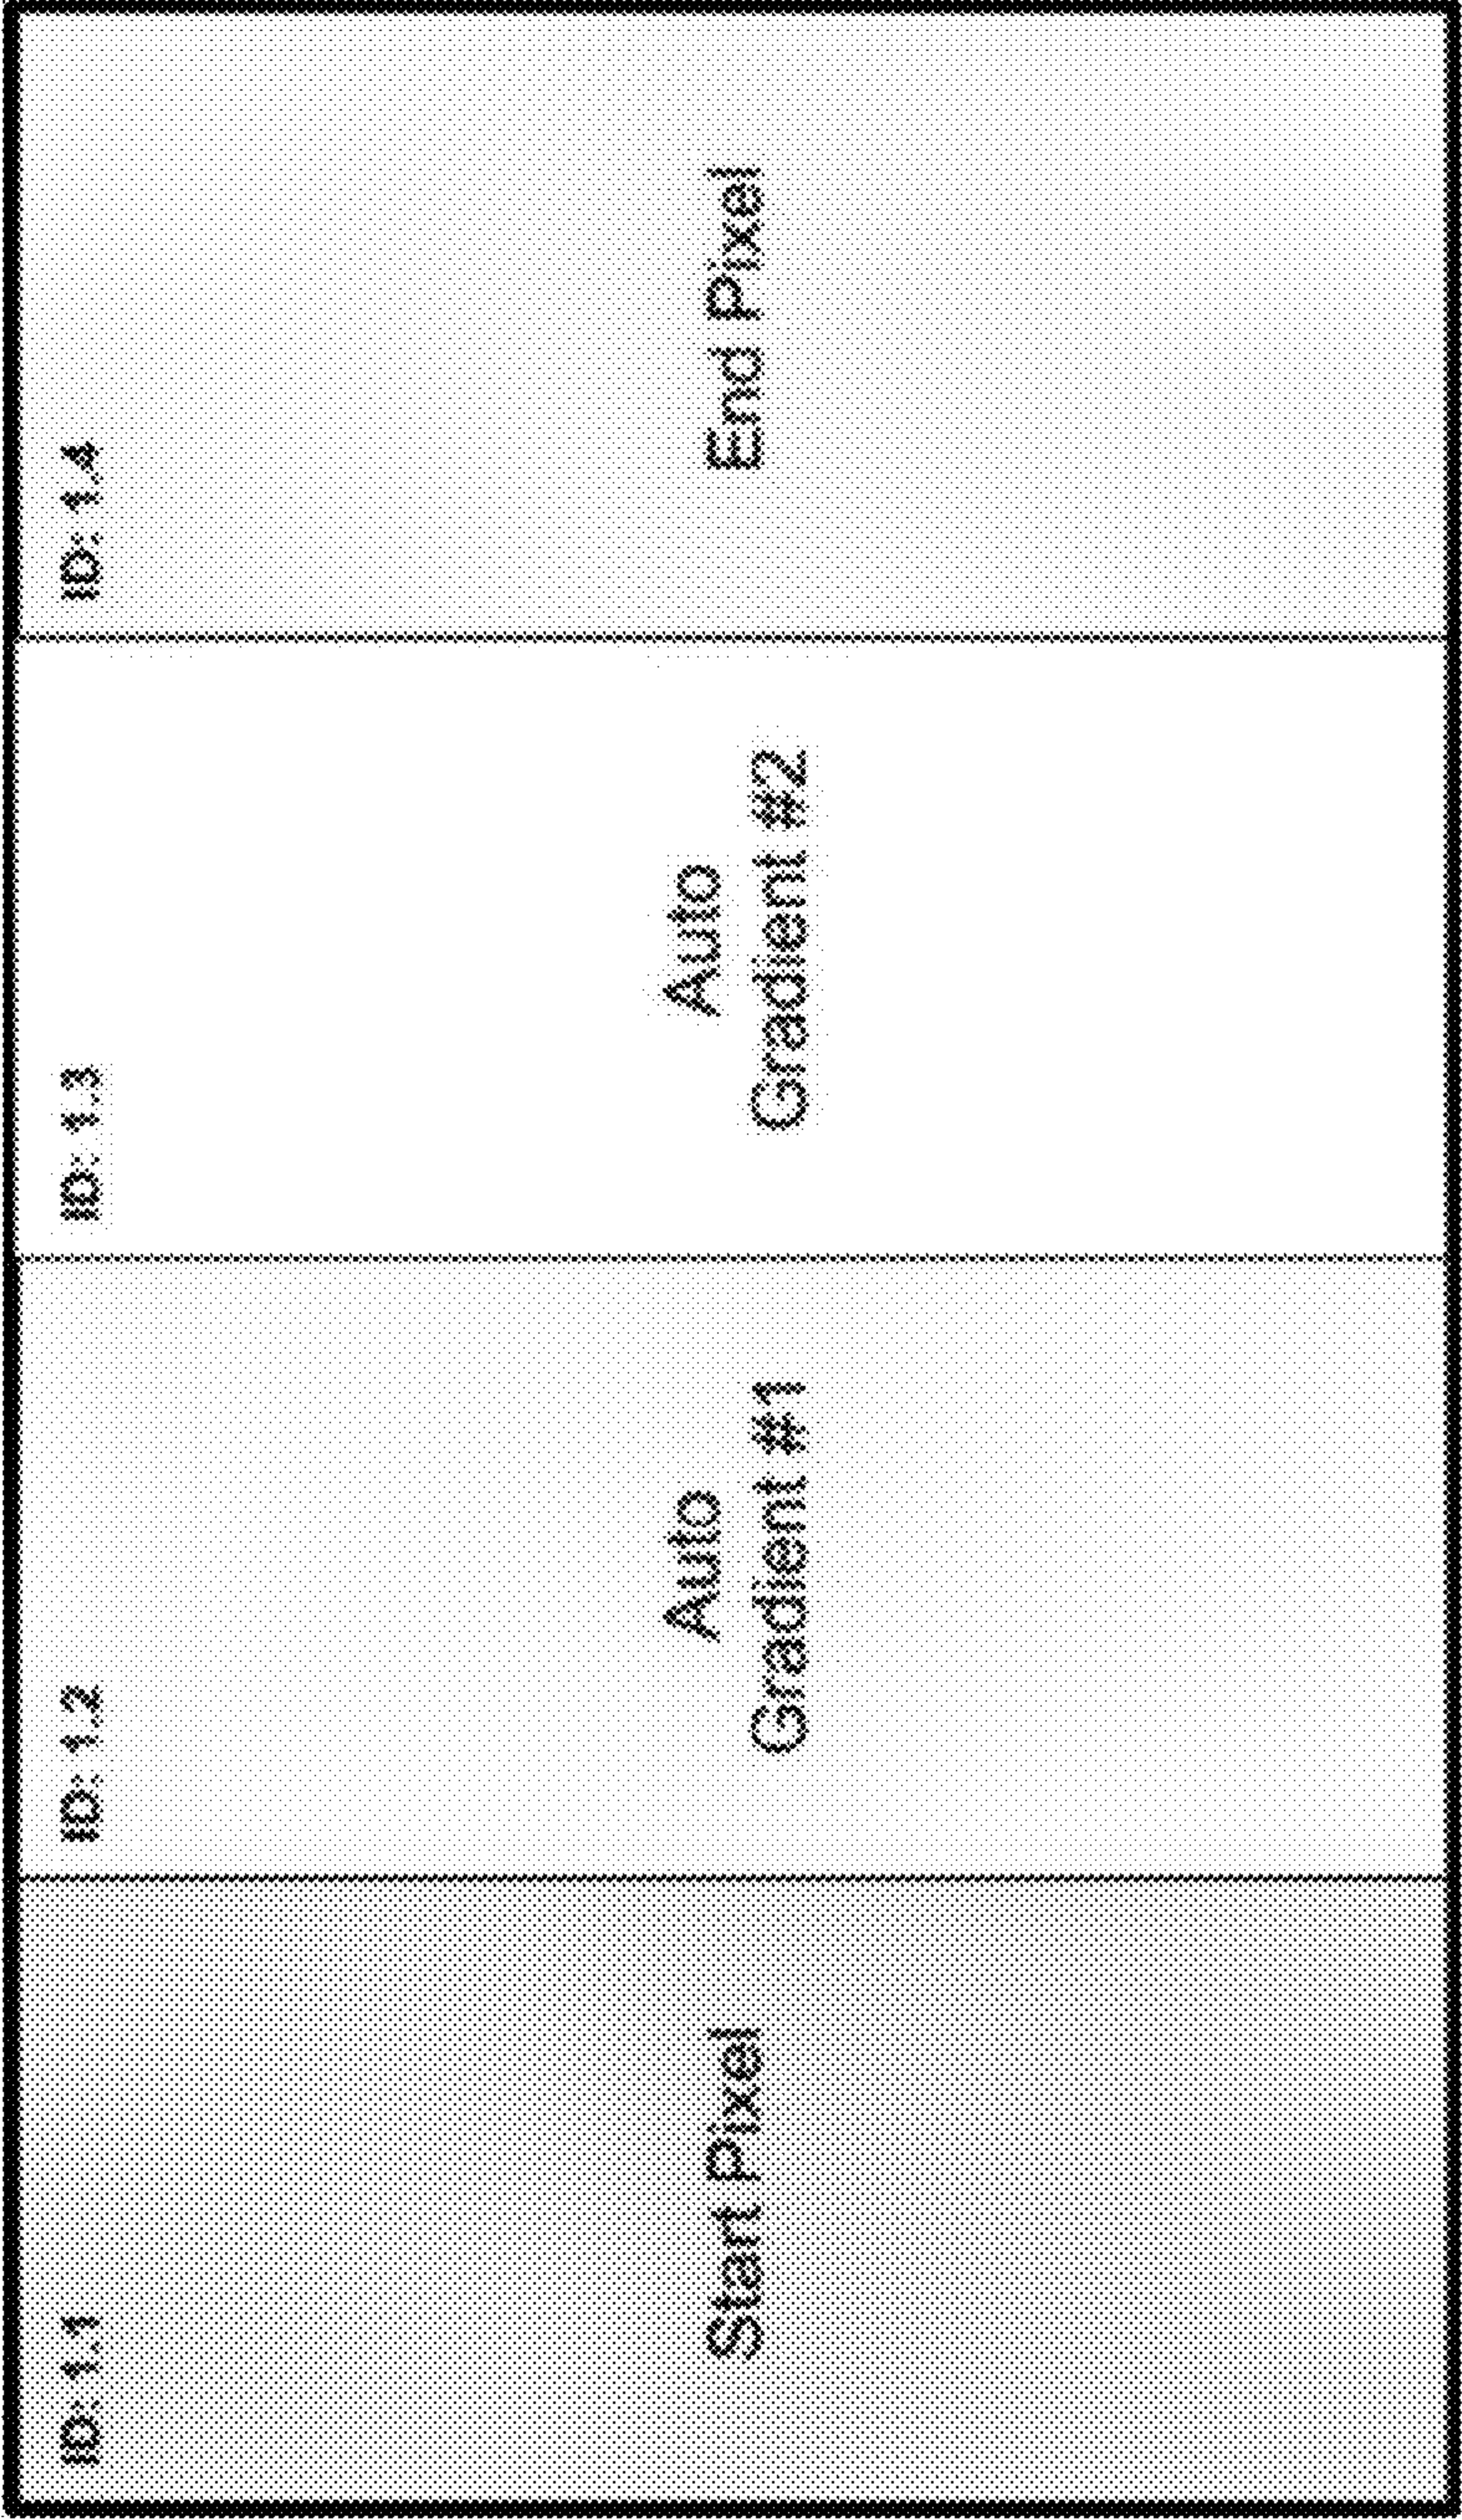 ID: 1.1
Start Pixel
ID: 1.2
Auto
Gradient #1
ID: 1.3
Auto
Gradient #2
ID: 1.4
End Pixel